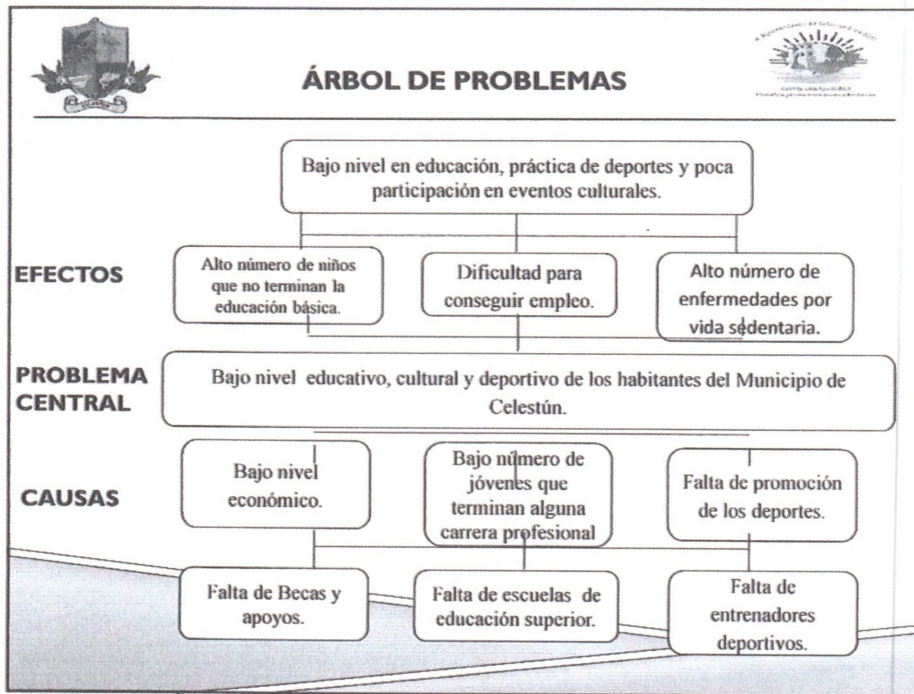 ÁRBOL DE PROBLEMAS
Bajo nivel en educación, práctica de deportes y poca
participación en eventos culturales.
EFECTOS
Alto número de niños
que no terminan la
educación básica.
Dificultad para
conseguir empleo.
Alto número de
enfermedades por
vida sedentaria.
PROBLEMA
CENTRAL
Bajo nivel educativo, cultural y deportivo de los habitantes del Municipio de
Celestún.
CAUSAS
Bajo nivel
económico.
Bajo número de
jóvenes que
terminan alguna
carrera profesional
Falta de promoción
de los deportes.
Falta de Becas y
apoyos.
Falta de escuelas de
educación superior.
Falta de
entrenadores
deportivos.